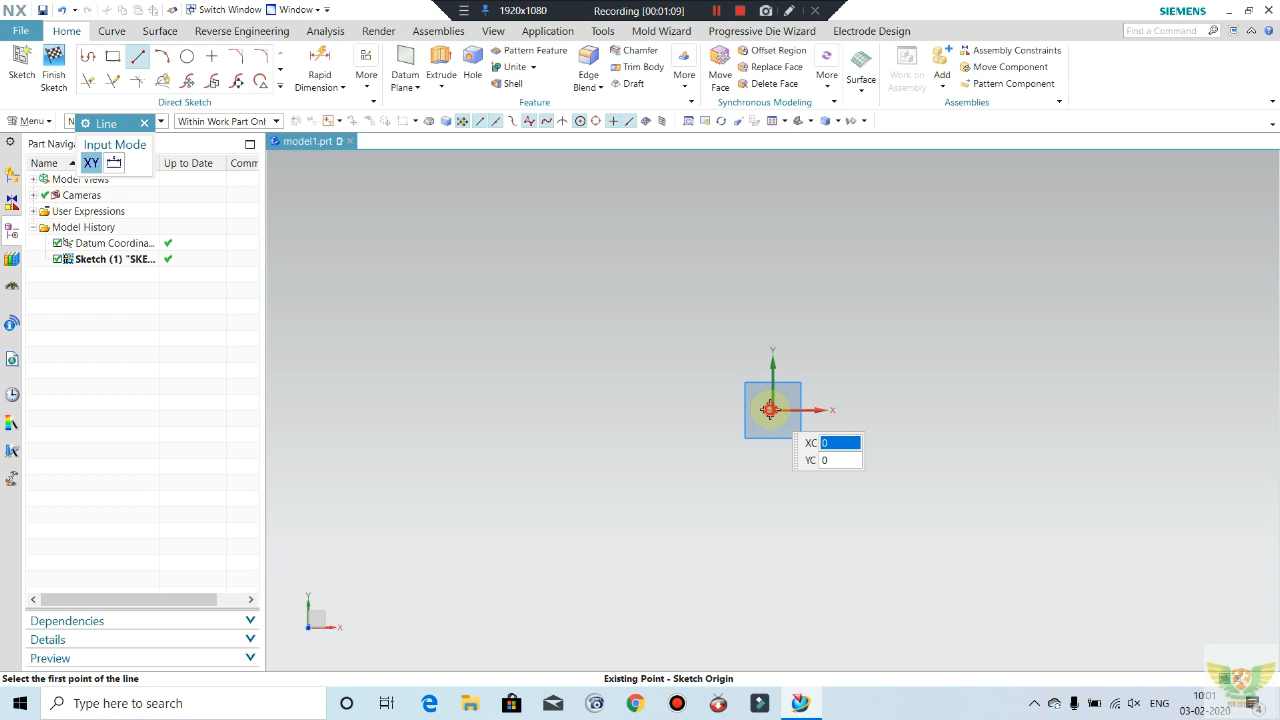 NX
Switch Window
Window
1920x1080
Recording [00:01:09]
SIEMENS
File
Home
Curve
Surface
Reverse Engineering
Analysis
Render
Assemblies
View
Application
Tools
Mold Wizard
Progressive Die Wizard
Electrode Design
Find a Command
Sketch
Finish Sketch
Rapid Dimension
More
Datum Plane
Extrude
Hole
Pattern Feature
Unite
Shell
Edge Blend
Chamfer
Trim Body
Draft
More
Move Face
Offset Region
Replace Face
Delete Face
More
Surface
Work on Assembly
Add
Assembly Constraints
Move Component
Pattern Component
Direct Sketch
Feature
Synchronous Modeling
Assemblies
Menu
N
Within Work Part Onl
Line
Part Navig
Input Mode
XY
model1.prt
Name
Up to Date
Comm
Model Views
Cameras
User Expressions
Model History
Datum Coordina...
Sketch (1) "SKE...
Y
X
XC 0
YC 0
Y
X
Dependencies
Details
Preview
Select the first point of the line
Existing Point - Sketch Origin
Type here to search
ENG
10:01
03-02-2020
4